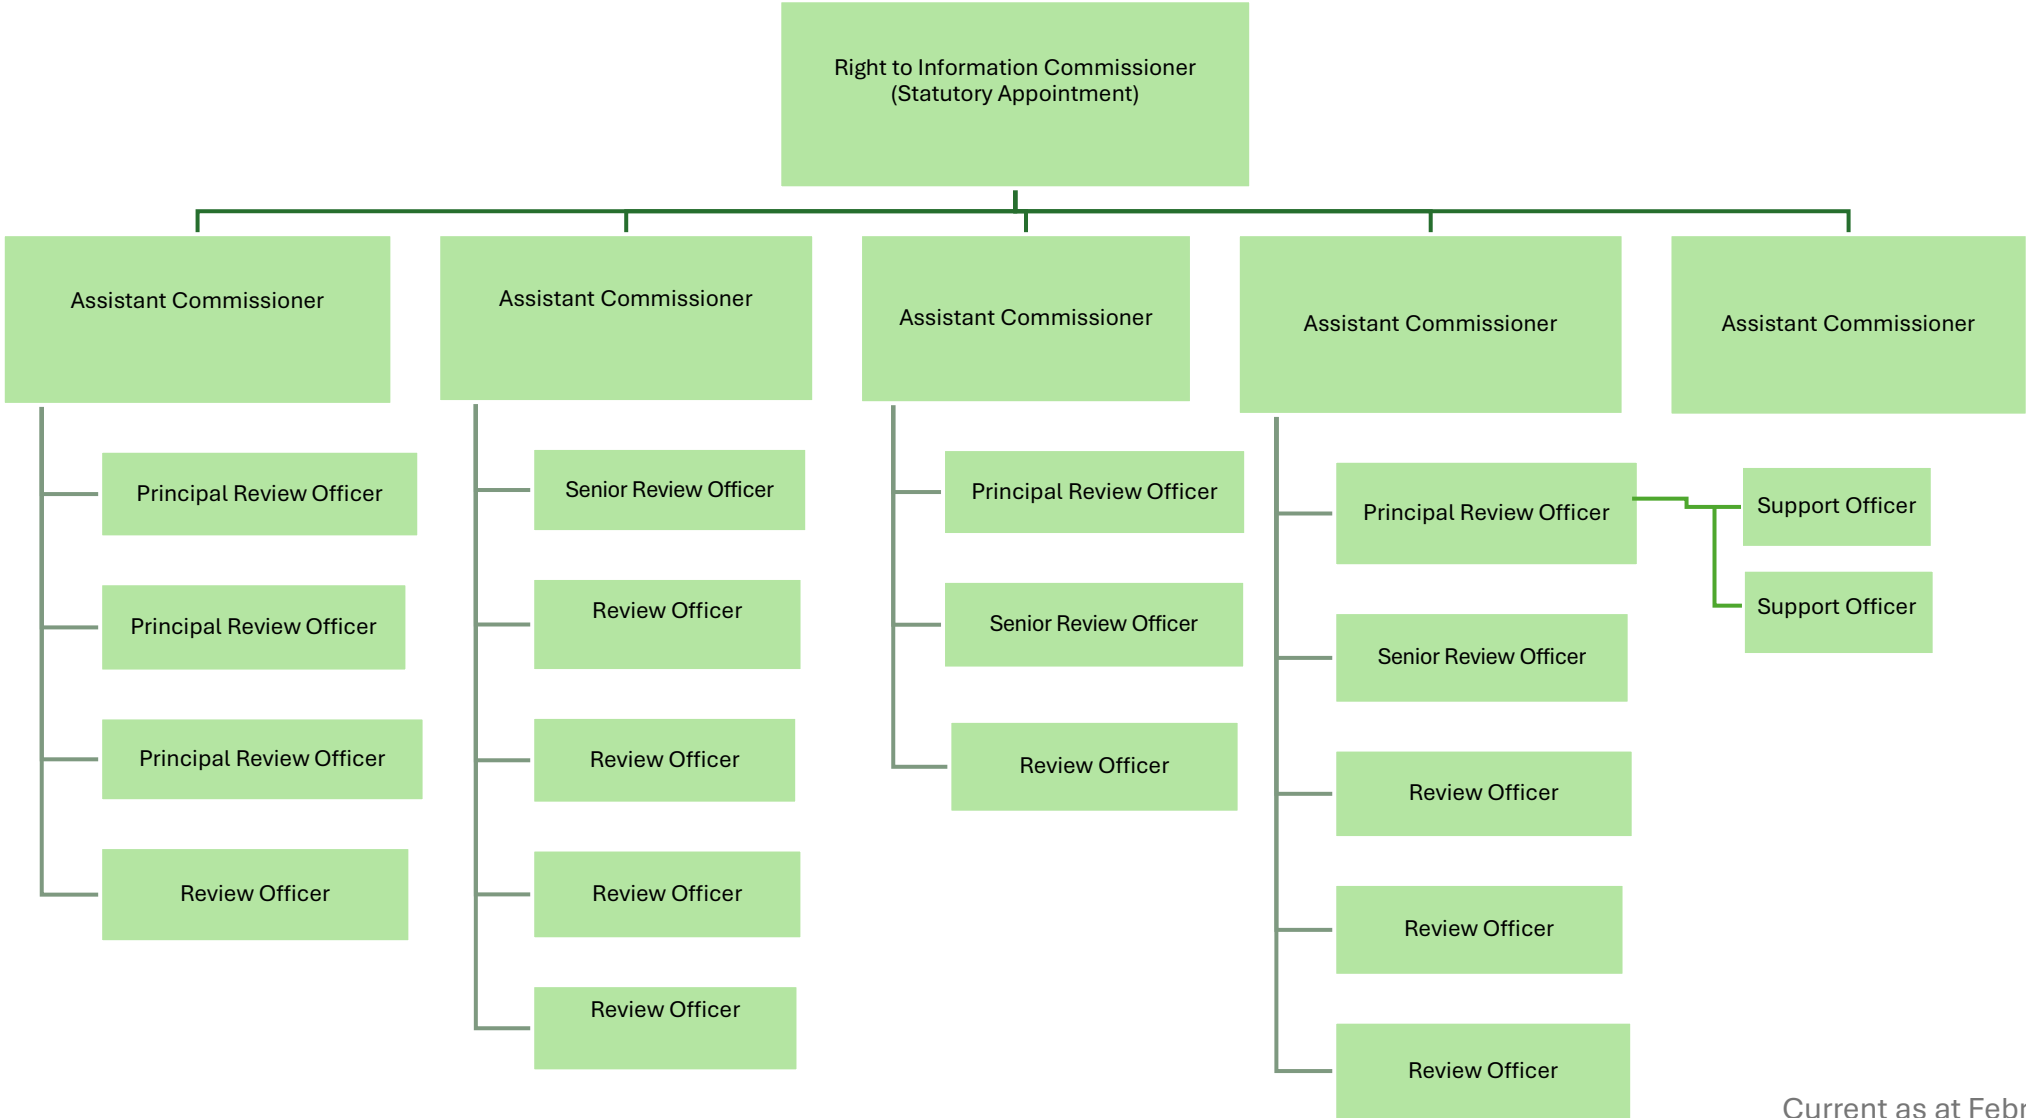 Right to Information Commissioner
(Statutory Appointment)
Assistant Commissioner
Assistant Commissioner
Assistant Commissioner
Assistant Commissioner
Assistant Commissioner
Principal Review Officer
Principal Review Officer
Principal Review Officer
Review Officer
Senior Review Officer
Review Officer
Review Officer
Review Officer
Review Officer
Principal Review Officer
Senior Review Officer
Review Officer
Principal Review Officer
Senior Review Officer
Review Officer
Review Officer
Review Officer
Support Officer
Support Officer
Current as at